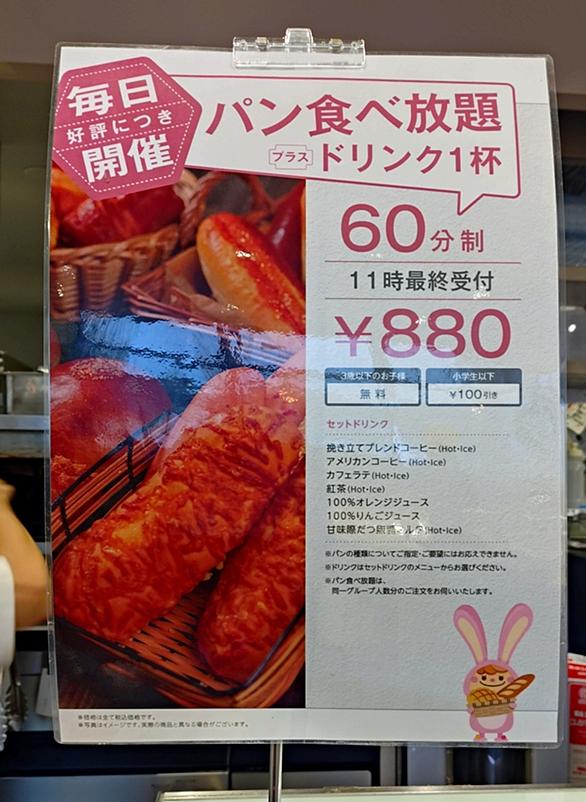 毎日
好評につき
開催
パン食べ放題
プラス ドリンク1杯
60分制
11時最終受付
¥880
3歳以下のお子様
無料
小学生以下
¥100引き
セットドリンク
挽き立てブレンドコーヒー(Hot・Ice)
アメリカンコーヒー(Hot・Ice)
カフェラテ(Hot・Ice)
紅茶(Hot・Ice)
100%オレンジジュース
100%りんごジュース
甘味際だつ(Hot・Ice)
※パンの種類についてご指定・ご要望にはお応えできません。
※ドリンクはセットドリンクのメニューからお選びください。
※パン食べ放題は、
同一グループ人数分のご注文をお伺いいたします。
※価格は全て税込価格です。
※写真はイメージです。実際の商品と異なる場合がございます。